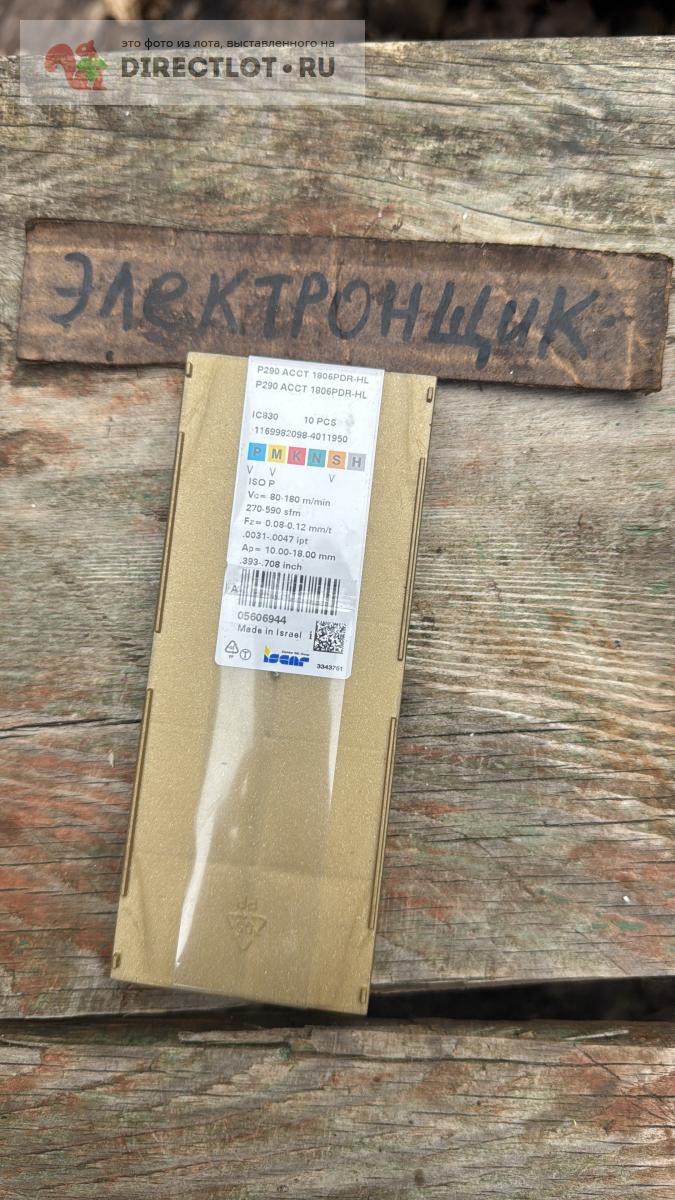 это фото из лота, выставленного на
DIRECTLOT.RU
ЭЛеКТРОНЩиК
P290 ACCT 1806PDR-HL
P290 ACCT 1806PDR-HL
IC830 10 PCS
1169982098-4011950
P M K N S H
V V V
ISO P
Vc= 80-180 m/min
270-590 sfm
Fz= 0.08-0.12 mm/t
.0031-.0047 ipt
Ap= 10.00-18.00 mm
.393-.708 inch
A
05606944
Made in Israel
PP
T
iscar
3343751
PP